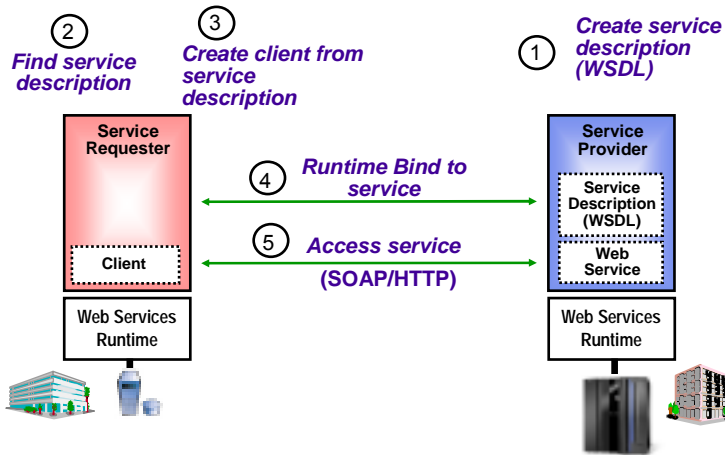 2
Find service
description
3
Create client from
service
description
1
Create service
description
(WSDL)
Service
Requester
Client
Web Services
Runtime
4
Runtime Bind to
service
5
Access service
(SOAP/HTTP)
Service
Provider
Service
Description
(WSDL)
Web
Service
Web Services
Runtime